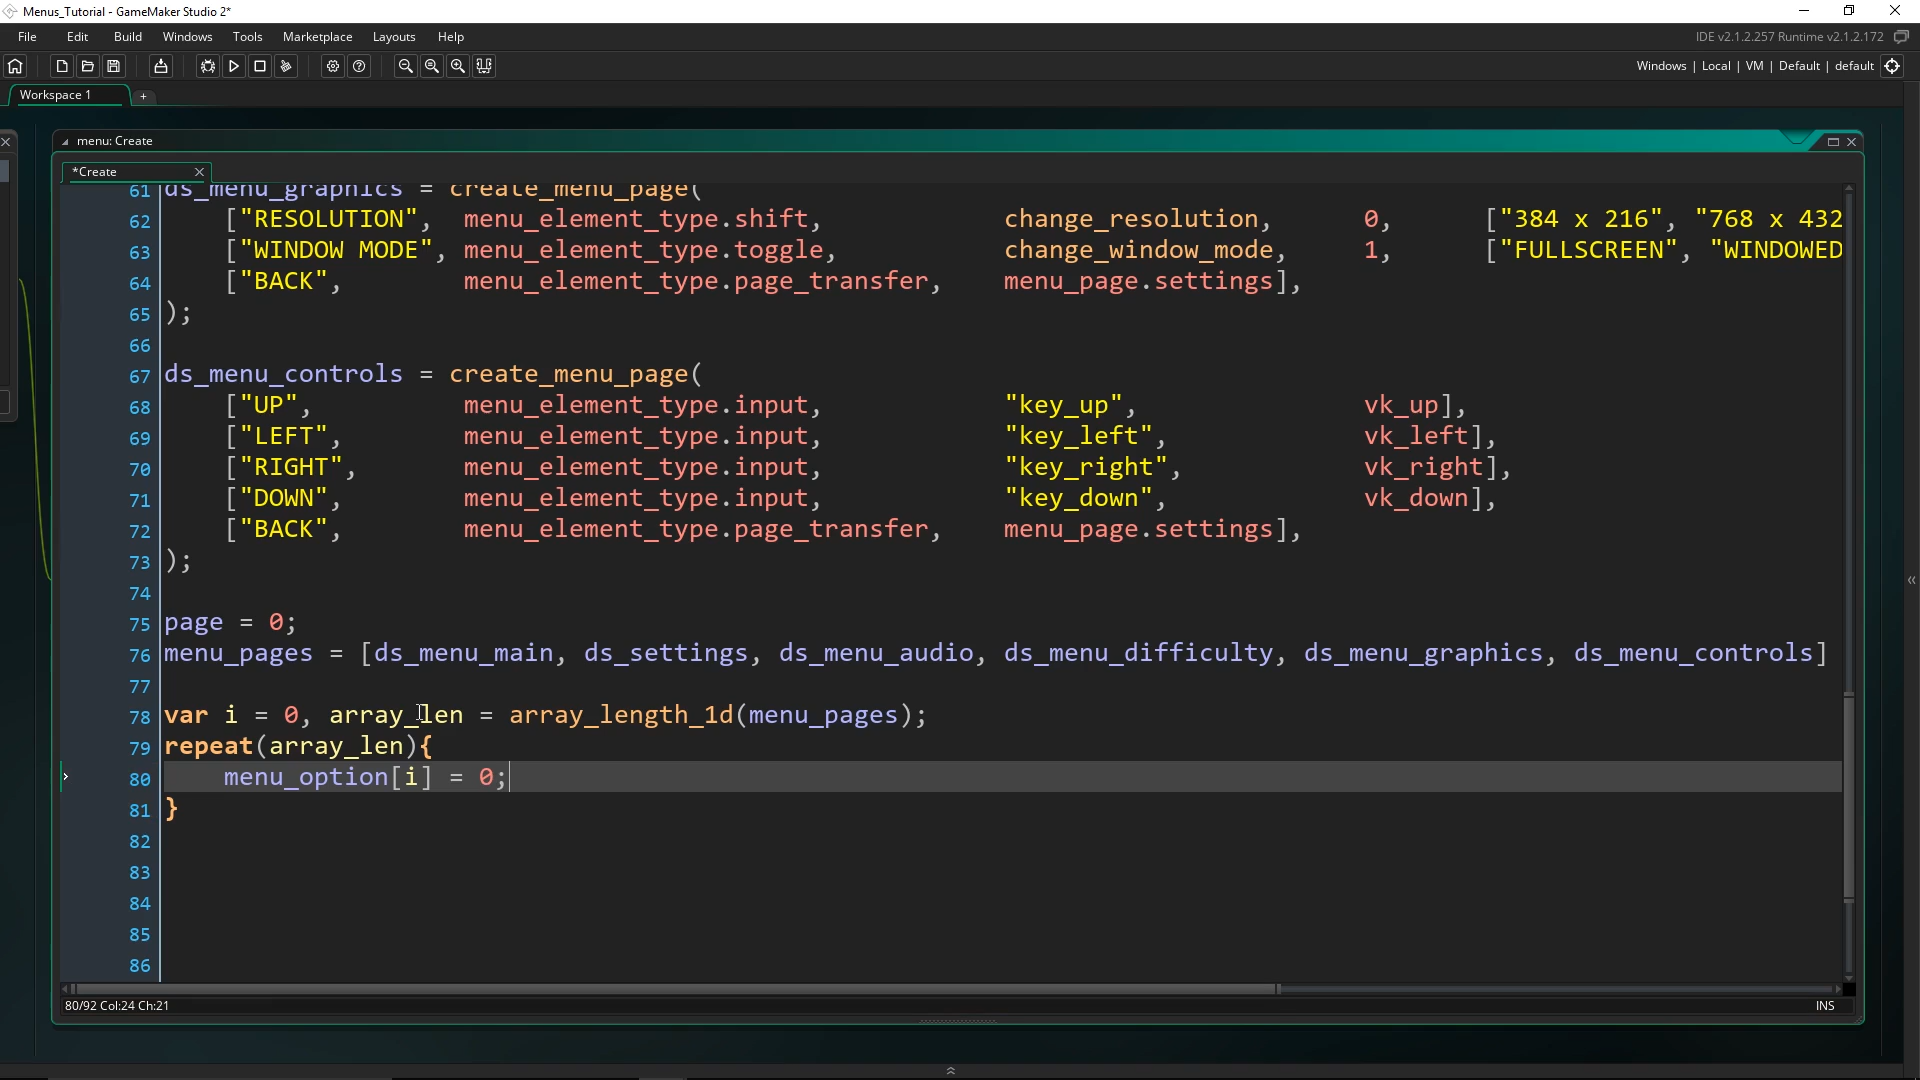 Menus_Tutorial - GameMaker Studio 2*
File Edit Build Windows Tools Marketplace Layouts Help
IDE v2.1.2.257 Runtime v2.1.2.172
Windows | Local | VM | Default | default
Workspace 1 +
menu: Create
*Create
61 ds_menu_graphics = create_menu_page(
62 ["RESOLUTION", menu_element_type.shift, change_resolution, 0, ["384 x 216", "768 x 432
63 ["WINDOW MODE", menu_element_type.toggle, change_window_mode, 1, ["FULLSCREEN", "WINDOWED
64 ["BACK", menu_element_type.page_transfer, menu_page.settings],
65 );
66
67 ds_menu_controls = create_menu_page(
68 ["UP", menu_element_type.input, "key_up", vk_up],
69 ["LEFT", menu_element_type.input, "key_left", vk_left],
70 ["RIGHT", menu_element_type.input, "key_right", vk_right],
71 ["DOWN", menu_element_type.input, "key_down", vk_down],
72 ["BACK", menu_element_type.page_transfer, menu_page.settings],
73 );
74
75 page = 0;
76 menu_pages = [ds_menu_main, ds_settings, ds_menu_audio, ds_menu_difficulty, ds_menu_graphics, ds_menu_controls]
77
78 var i = 0, array_len = array_length_1d(menu_pages);
79 repeat(array_len){
80 menu_option[i] = 0;
81 }
82
83
84
85
86
80/92 Col:24 Ch:21 INS